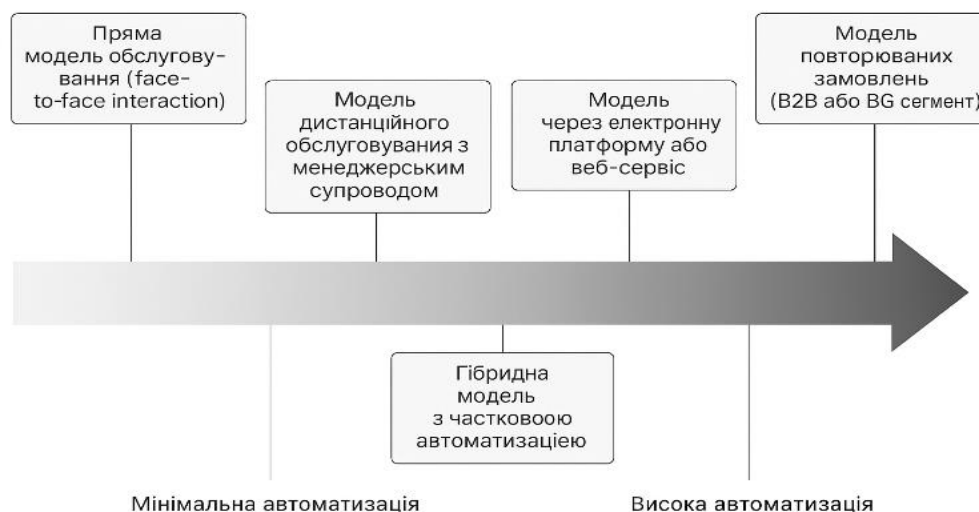 Пряма
модель обслугову-
вання (face-
to-face interaction)
Модель
дистанційного
обслуговування з
менеджерським
супроводом
Модель
через електронну
платформу або
веб-сервіс
Модель
повторюваних
замовлень
(B2B або BG сегмент)
Гібридна
модель
з частковоою
автоматизацією
Мінімальна автоматизація
Висока автоматизація